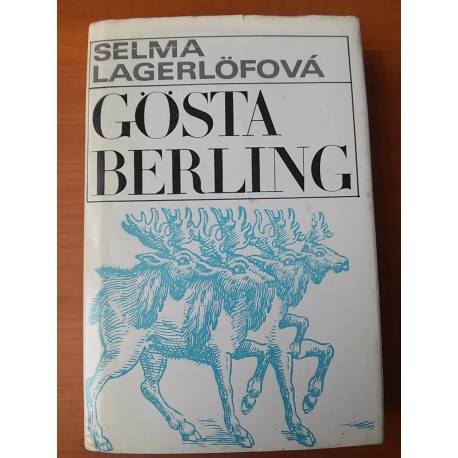 SELMA
LAGERLÖFOVÁ
GÖSTA
BERLING